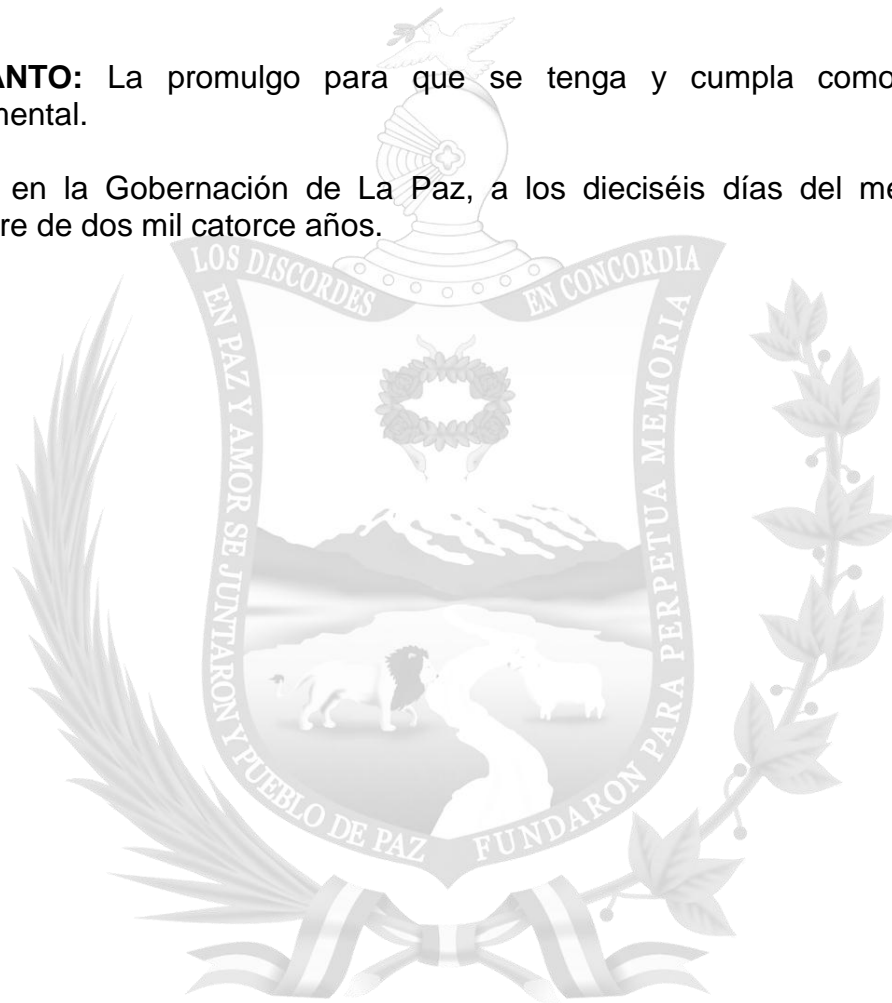 ANTO: La promulgo para que se tenga y cumpla como
mental.
en la Gobernación de La Paz, a los dieciséis días del me
re de dos mil catorce años.
LOS DISCORDES EN CONCORDIA
EN PAZ Y AMOR SE JUNTARON Y PUEBLO DE PAZ FUNDARON PARA PERPETUA MEMORIA